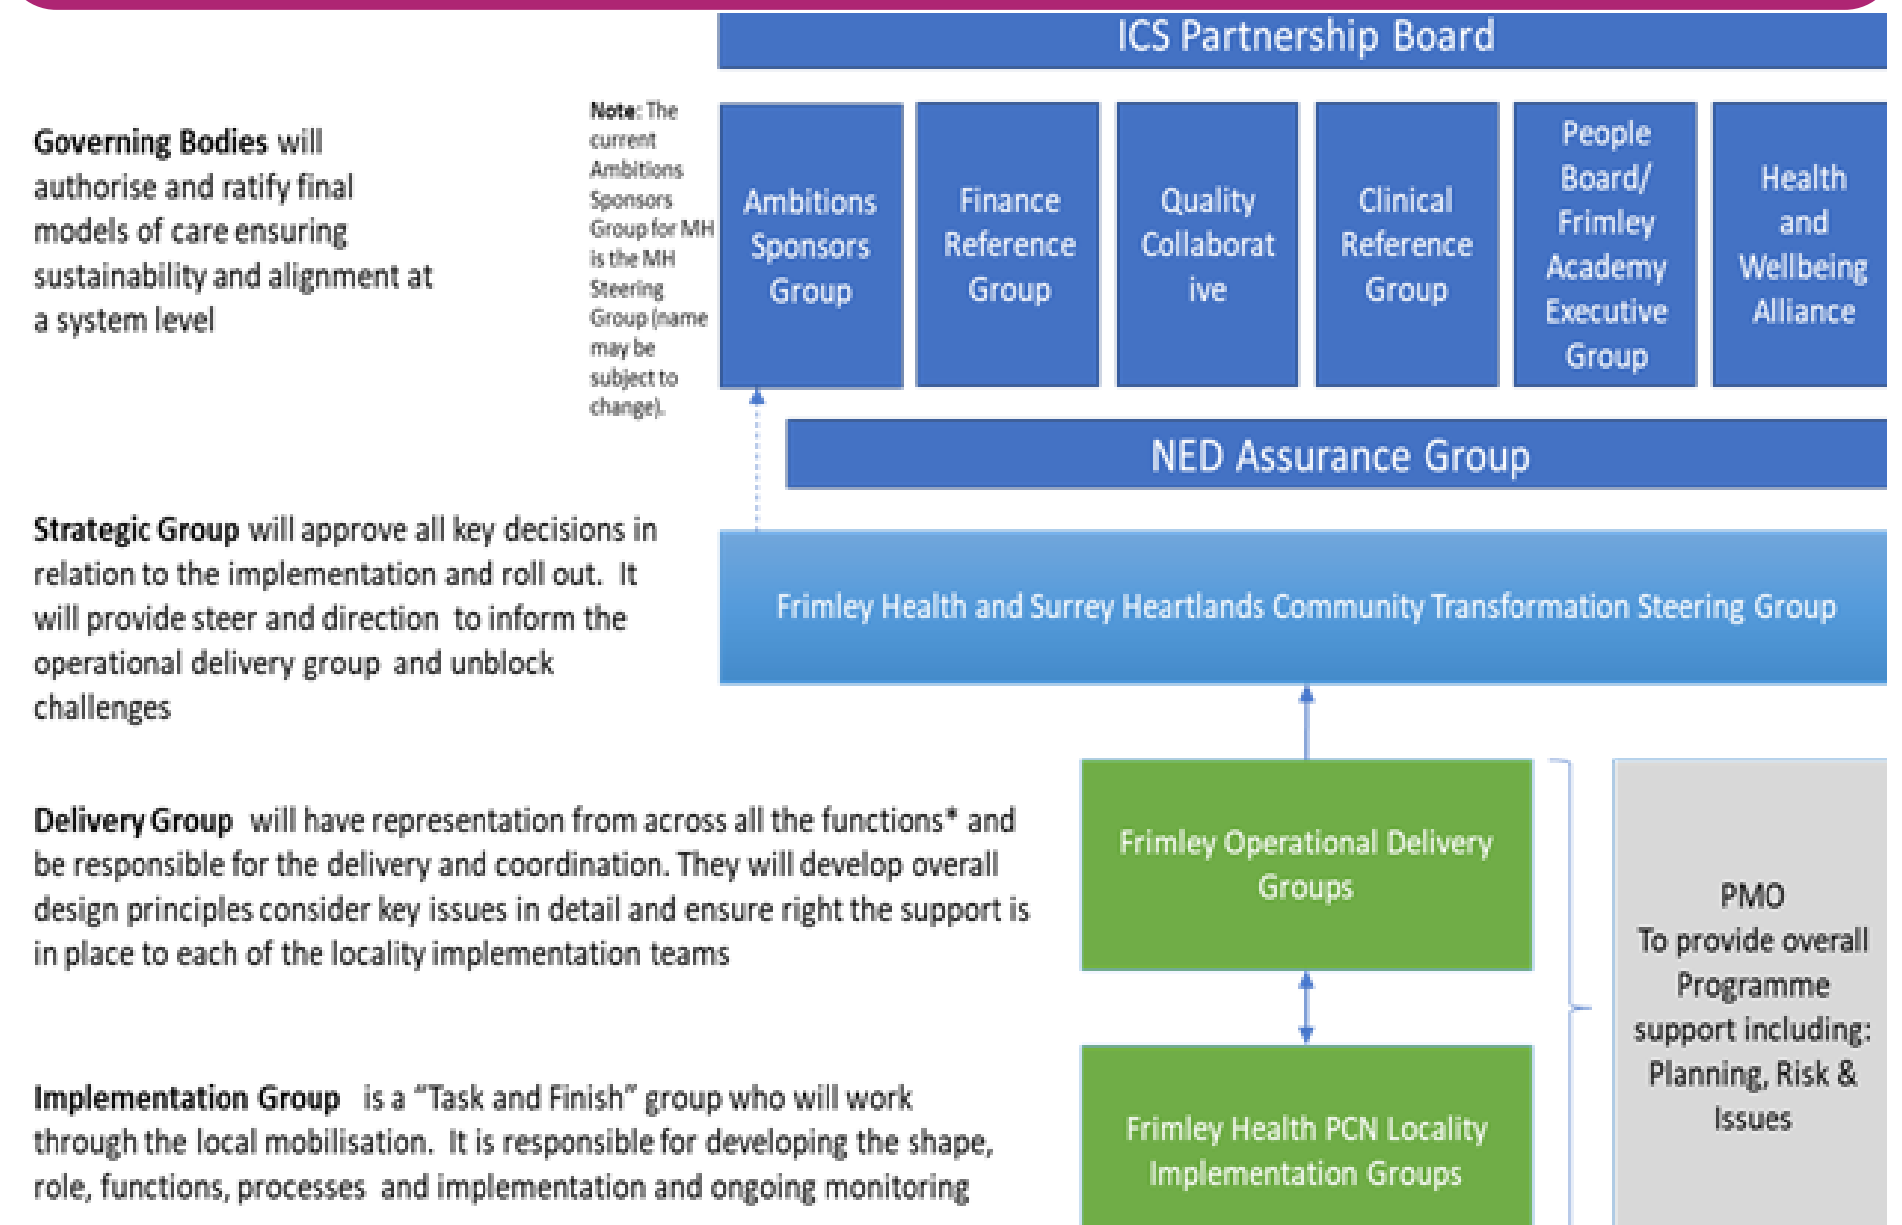 ICS Partnership Board
Governing Bodies will
authorise and ratify final
models of care ensuring
sustainability and alignment at
a system level
Note: The
current
Ambitions
Sponsors
Group for MH
is the MH
Steering
Group (name
may be
subject to
change).
Ambitions
Sponsors
Group
Finance
Reference
Group
Quality
Collaborat
ive
Clinical
Reference
Group
People
Board/
Frimley
Academy
Executive
Group
Health
and
Wellbeing
Alliance
NED Assurance Group
Strategic Group will approve all key decisions in
relation to the implementation and roll out. It
will provide steer and direction to inform the
operational delivery group and unblock
challenges
Frimley Health and Surrey Heartlands Community Transformation Steering Group
Delivery Group will have representation from across all the functions* and
be responsible for the delivery and coordination. They will develop overall
design principles consider key issues in detail and ensure right the support is
in place to each of the locality implementation teams
Frimley Operational Delivery
Groups
PMO
To provide overall
Programme
support including:
Planning, Risk &
Issues
Implementation Group is a “Task and Finish” group who will work
through the local mobilisation. It is responsible for developing the shape,
role, functions, processes and implementation and ongoing monitoring
Frimley Health PCN Locality
Implementation Groups